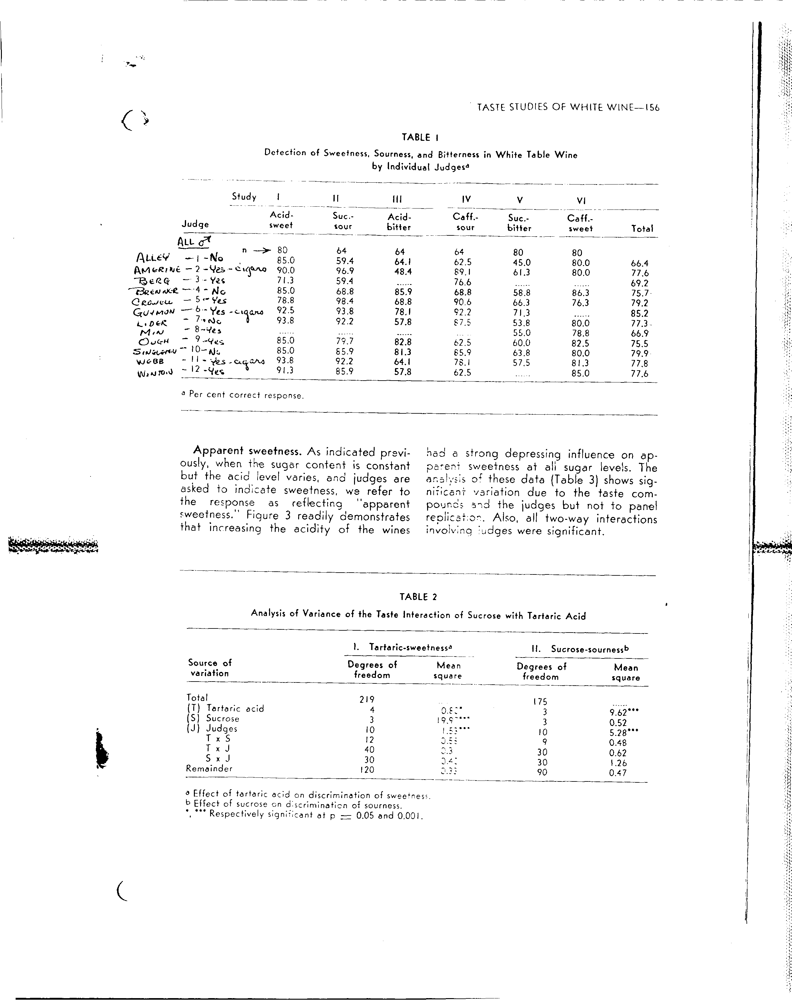 TASTE STUDIES OF WHITE WINE—156
TABLE 1
Detection of Sweetness, Sourness, and Bitterness in White Table Wine
by Individual Judgesª
Study I II III IV V VI
Judge Acid-sweet Suc.-sour Acid-bitter Caff.-sour Suc.-bitter Caff.-sweet Total
ALL ♂
n → 80 64 64 64 80 80
ALLEY - 1 - No 85.0 59.4 64.1 62.5 45.0 80.0 66.4
AMERINE - 2 - Yes - cigars 90.0 96.9 48.4 89.1 61.3 80.0 77.6
BERG - 3 - Yes 71.3 59.4 ...... 76.6 ...... ...... 69.2
BRENNER - 4 - No 85.0 68.8 85.9 68.8 58.8 86.3 75.7
CROWELL - 5 - Yes 78.8 98.4 68.8 90.6 66.3 76.3 79.2
GUYMON - 6 - Yes - cigars 92.5 93.8 78.1 92.2 71.3 ...... 85.2
LIDER - 7 - No 93.8 92.2 57.8 87.5 53.8 80.0 77.3
MIN - 8 - Yes ...... ...... ...... 55.0 78.8 66.9
OUGH - 9 - Yes 85.0 79.7 82.8 62.5 60.0 82.5 75.5
SINGLETON - 10 - No 85.0 85.9 81.3 85.9 63.8 80.0 79.9
WEBB - 11 - Yes - cigars 93.8 92.2 64.1 78.1 57.5 81.3 77.8
WINTON - 12 - Yes 91.3 85.9 57.8 62.5 ...... 85.0 77.6
ª Per cent correct response.
Apparent sweetness. As indicated previ-
ously, when the sugar content is constant
but the acid level varies, and judges are
asked to indicate sweetness, we refer to
the response as reflecting "apparent
sweetness." Figure 3 readily demonstrates
that increasing the acidity of the wines
had a strong depressing influence on ap-
parent sweetness at all sugar levels. The
analysis of these data (Table 3) shows sig-
nificant variation due to the taste com-
pounds and the judges but not to panel
replication. Also, all two-way interactions
involving judges were significant.
TABLE 2
Analysis of Variance of the Taste Interaction of Sucrose with Tartaric Acid
I. Tartaric-sweetnessª II. Sucrose-sournessᵇ
Source of variation Degrees of freedom Mean square Degrees of freedom Mean square
Total 219 175 ......
(T) Tartaric acid 4 3 9.62***
(S) Sucrose 3 3 0.52
(J) Judges 10 10 5.28***
T x S 12 9 0.48
T x J 40 30 0.62
S x J 30 30 1.26
Remainder 120 90 0.47
ª Effect of tartaric acid on discrimination of sweetness.
ᵇ Effect of sucrose on discrimination of sourness.
*, *** Respectively significant at p = 0.05 and 0.001.